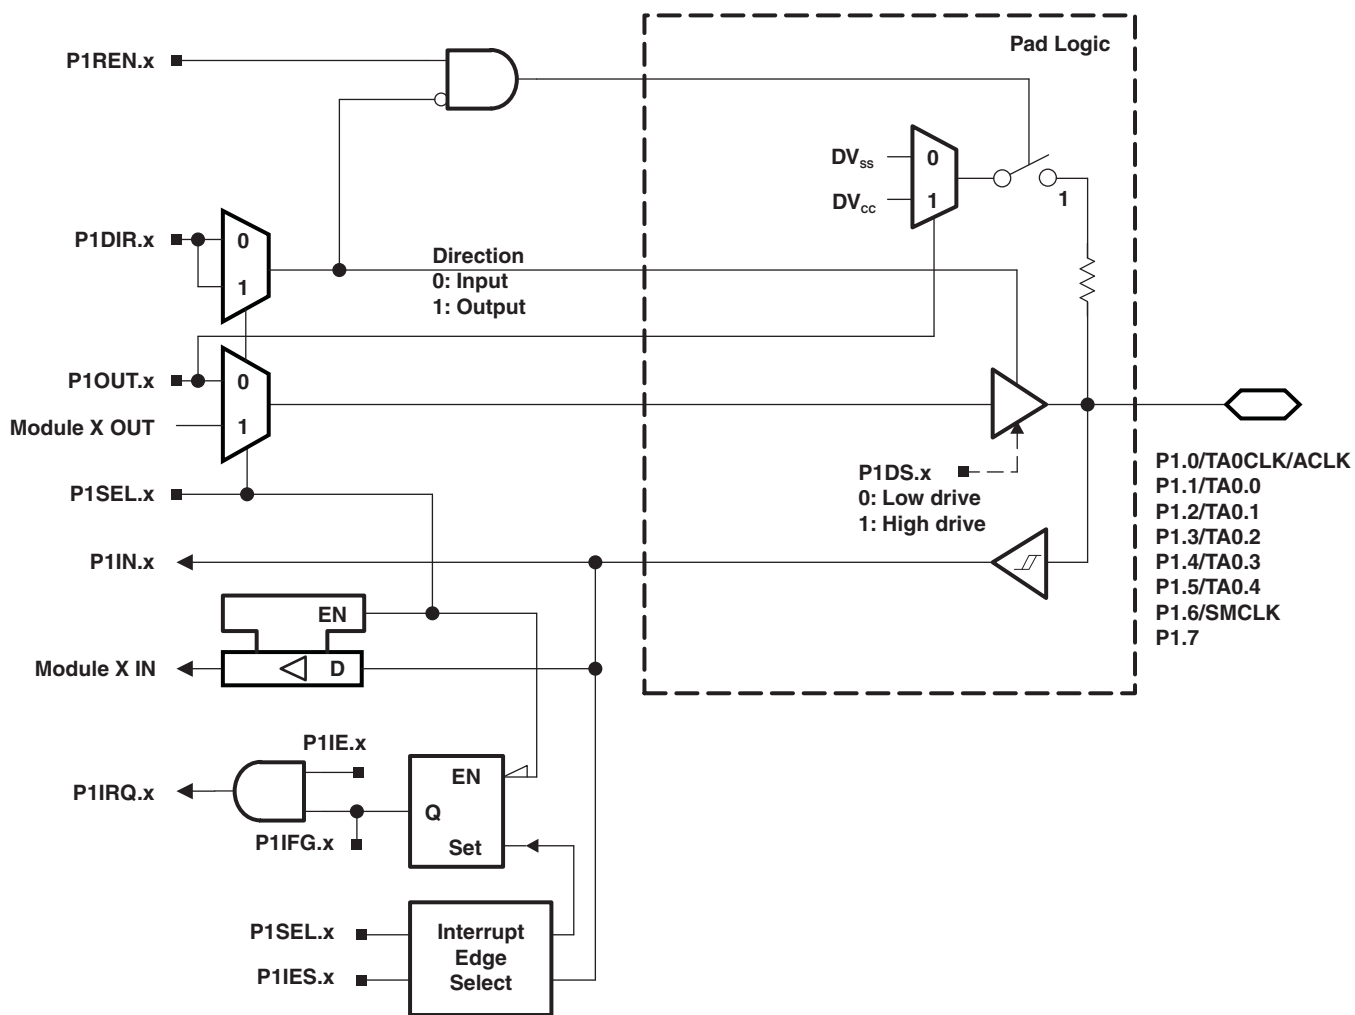 Pad Logic
P1REN.x
DVSS
0
DVCC
1
1
P1DIR.x
0
1
Direction
0: Input
1: Output
P1OUT.x
0
Module X OUT
1
P1SEL.x
P1DS.x
0: Low drive
1: High drive
P1.0/TA0CLK/ACLK
P1.1/TA0.0
P1.2/TA0.1
P1.3/TA0.2
P1.4/TA0.3
P1.5/TA0.4
P1.6/SMCLK
P1.7
P1IN.x
EN
Module X IN
D
P1IE.x
P1IRQ.x
P1IFG.x
EN
Q
Set
P1SEL.x
P1IES.x
Interrupt
Edge
Select